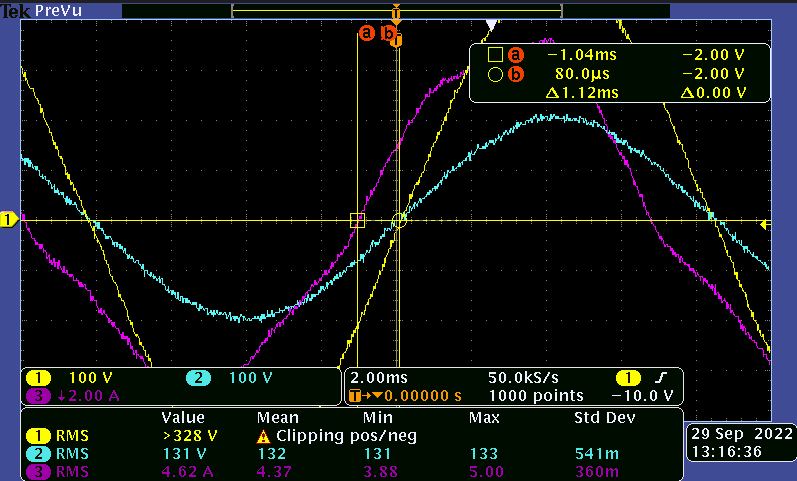 Tek PreVu
T
a b
T
a −1.04ms −2.00 V
b 80.0µs −2.00 V
Δ1.12ms Δ0.00 V
1
1 100 V 2 100 V
3 ↓2.00 A
2.00ms 50.0kS/s 1
T→▼0.00000 s 1000 points −10.0 V
Value Mean Min Max Std Dev
1 RMS >328 V Clipping pos/neg
2 RMS 131 V 132 131 133 541m
3 RMS 4.62 A 4.37 3.88 5.00 360m
29 Sep 2022
13:16:36